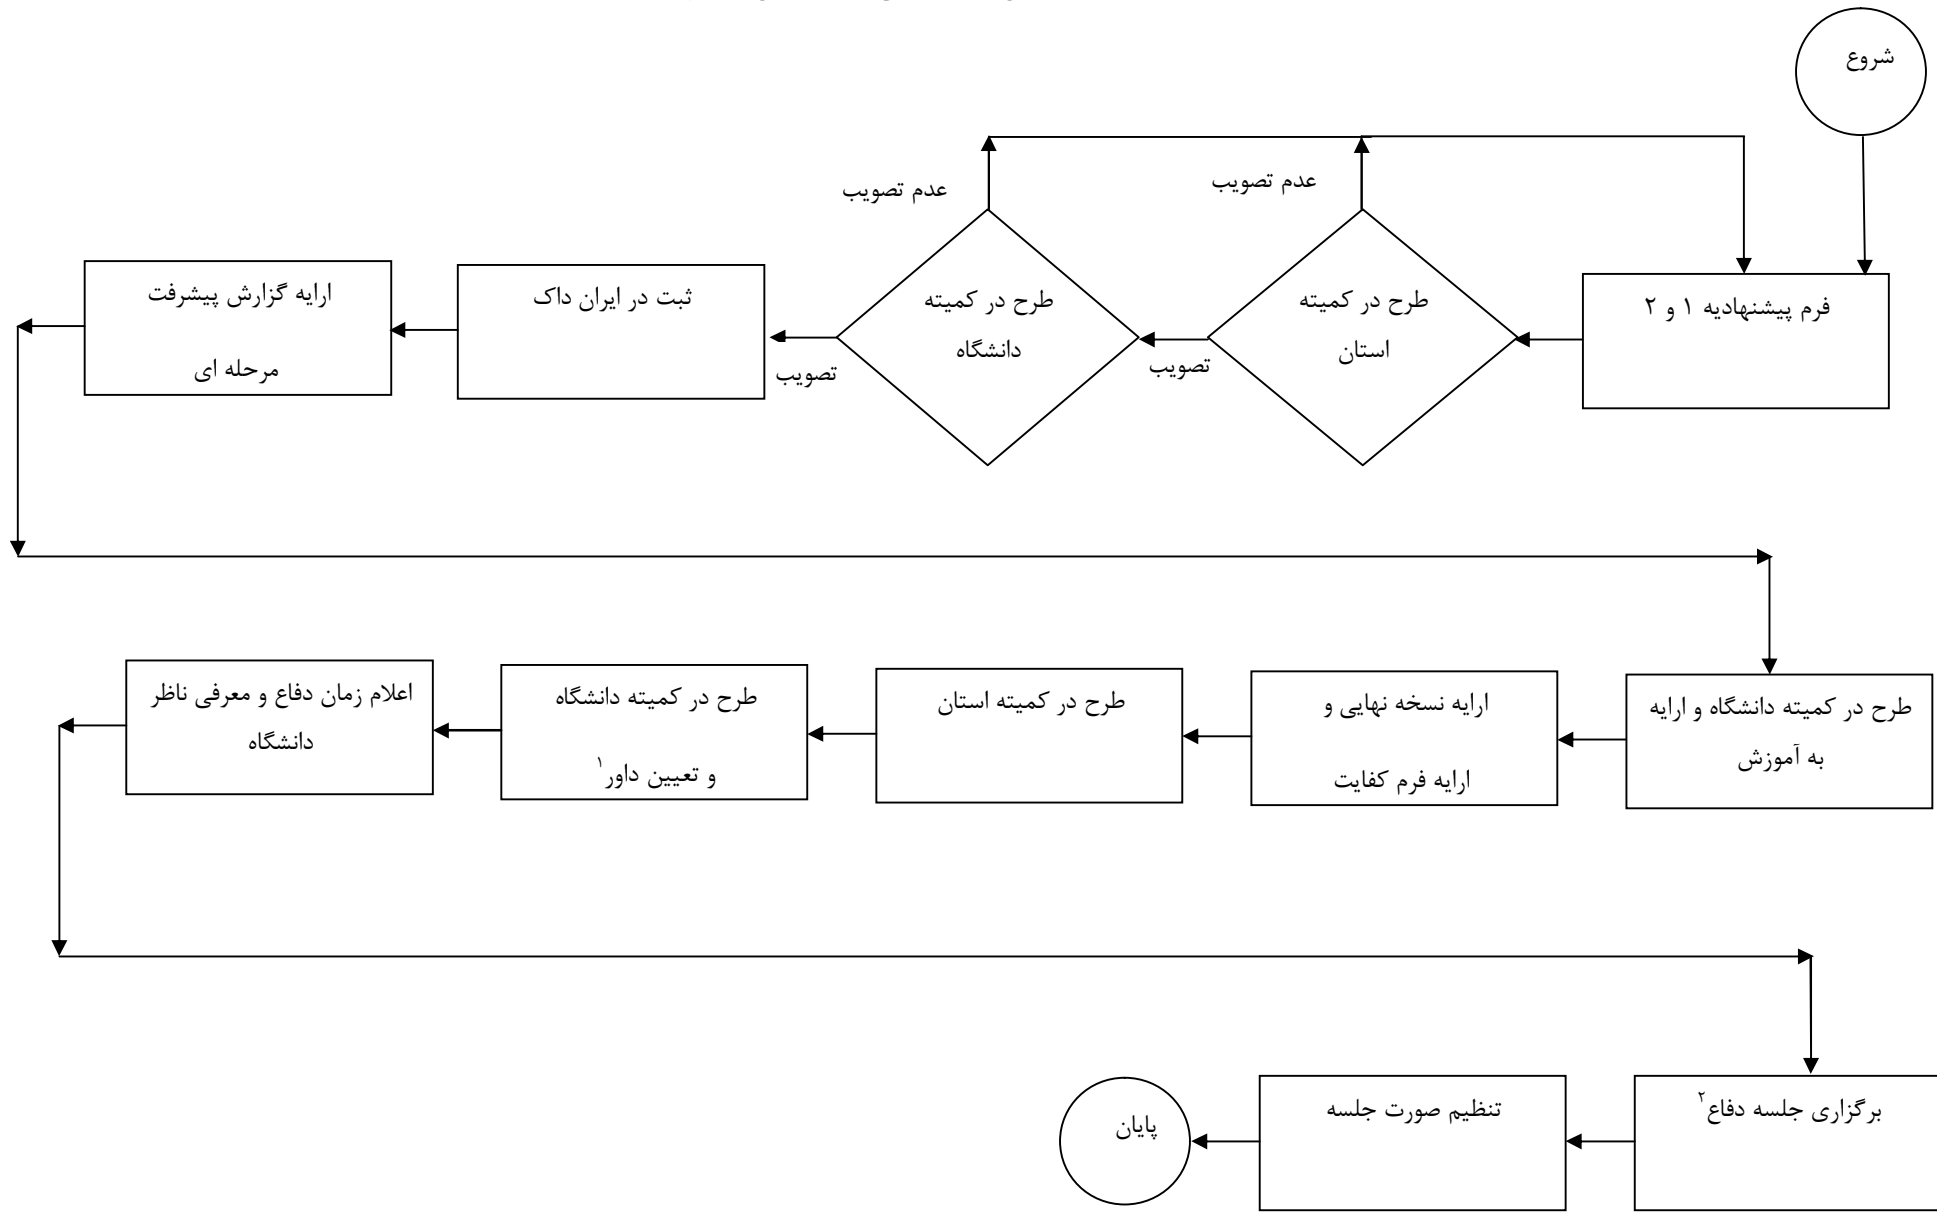 شروع
عدم تصویب
عدم تصویب
فرم پیشنهادیه ۱ و ۲
طرح در کمیته
استان
تصویب
طرح در کمیته
دانشگاه
تصویب
ثبت در ایران داک
ارایه گزارش پیشرفت
مرحله ای
طرح در کمیته دانشگاه و ارایه
به آموزش
ارایه نسخه نهایی و
ارایه فرم کفایت
طرح در کمیته استان
طرح در کمیته دانشگاه
و تعیین داور۱
اعلام زمان دفاع و معرفی ناظر
دانشگاه
برگزاری جلسه دفاع۲
تنظیم صورت جلسه
پایان